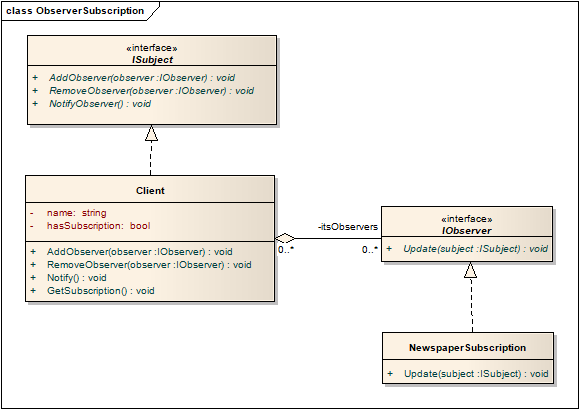 class ObserverSubscription
«interface»
ISubject
+ AddObserver(observer :IObserver) : void
+ RemoveObserver(observer :IObserver) : void
+ NotifyObserver() : void
Client
- name: string
- hasSubscription: bool
+ AddObserver(observer :IObserver) : void
+ RemoveObserver(observer :IObserver) : void
+ Notify() : void
+ GetSubscription() : void
-itsObservers
0..*
0..*
«interface»
IObserver
+ Update(subject :ISubject) : void
NewspaperSubscription
+ Update(subject :ISubject) : void